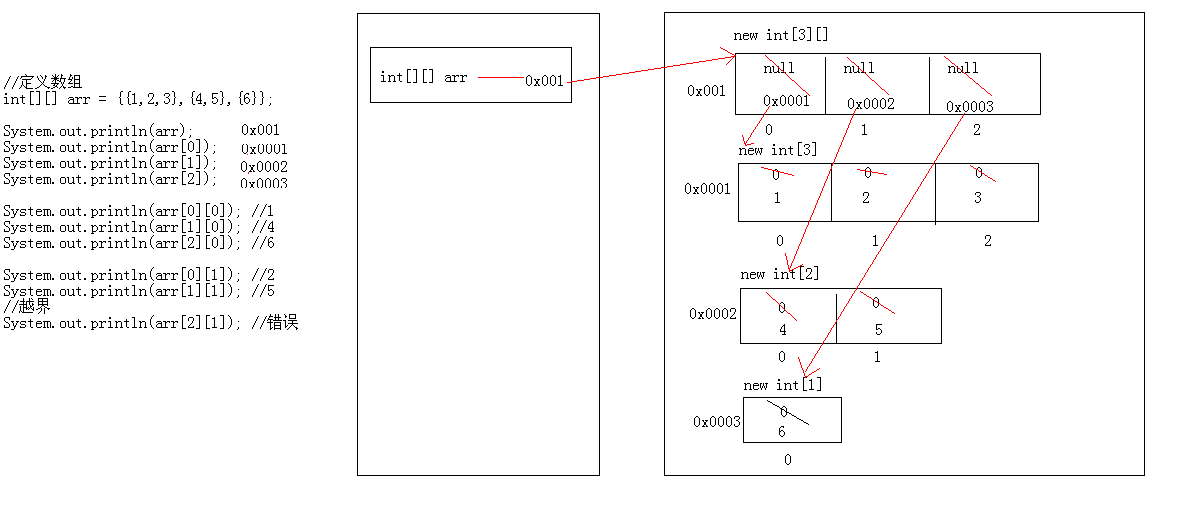 //定义数组
int[][] arr = {{1,2,3},{4,5},{6}};
System.out.println(arr); 0x001
System.out.println(arr[0]); 0x0001
System.out.println(arr[1]); 0x0002
System.out.println(arr[2]); 0x0003
System.out.println(arr[0][0]); //1
System.out.println(arr[1][0]); //4
System.out.println(arr[2][0]); //6
System.out.println(arr[0][1]); //2
System.out.println(arr[1][1]); //5
//越界
System.out.println(arr[2][1]); //错误
int[][] arr 0x001
new int[3][]
null null null
0x001
0x0001 0x0002 0x0003
0 1 2
new int[3]
0 0 0
0x0001
1 2 3
0 1 2
new int[2]
0 0
0x0002
4 5
0 1
new int[1]
0
0x0003
6
0